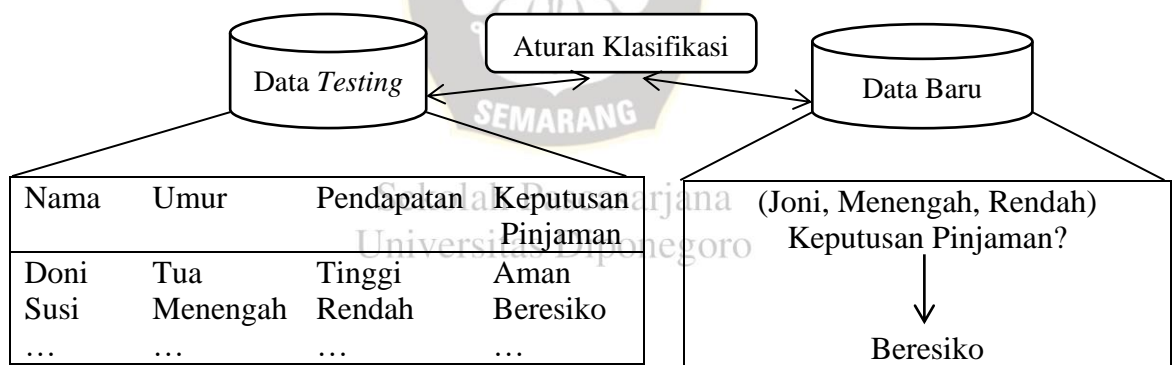 Aturan Klasifikasi
Data Testing
Data Baru
SEMARANG
Sekolah Pascasarjana
Universitas Diponegoro
Nama Umur Pendapatan Keputusan
Pinjaman
Doni Tua Tinggi Aman
Susi Menengah Rendah Beresiko
… … … …
(Joni, Menengah, Rendah)
Keputusan Pinjaman?
Beresiko